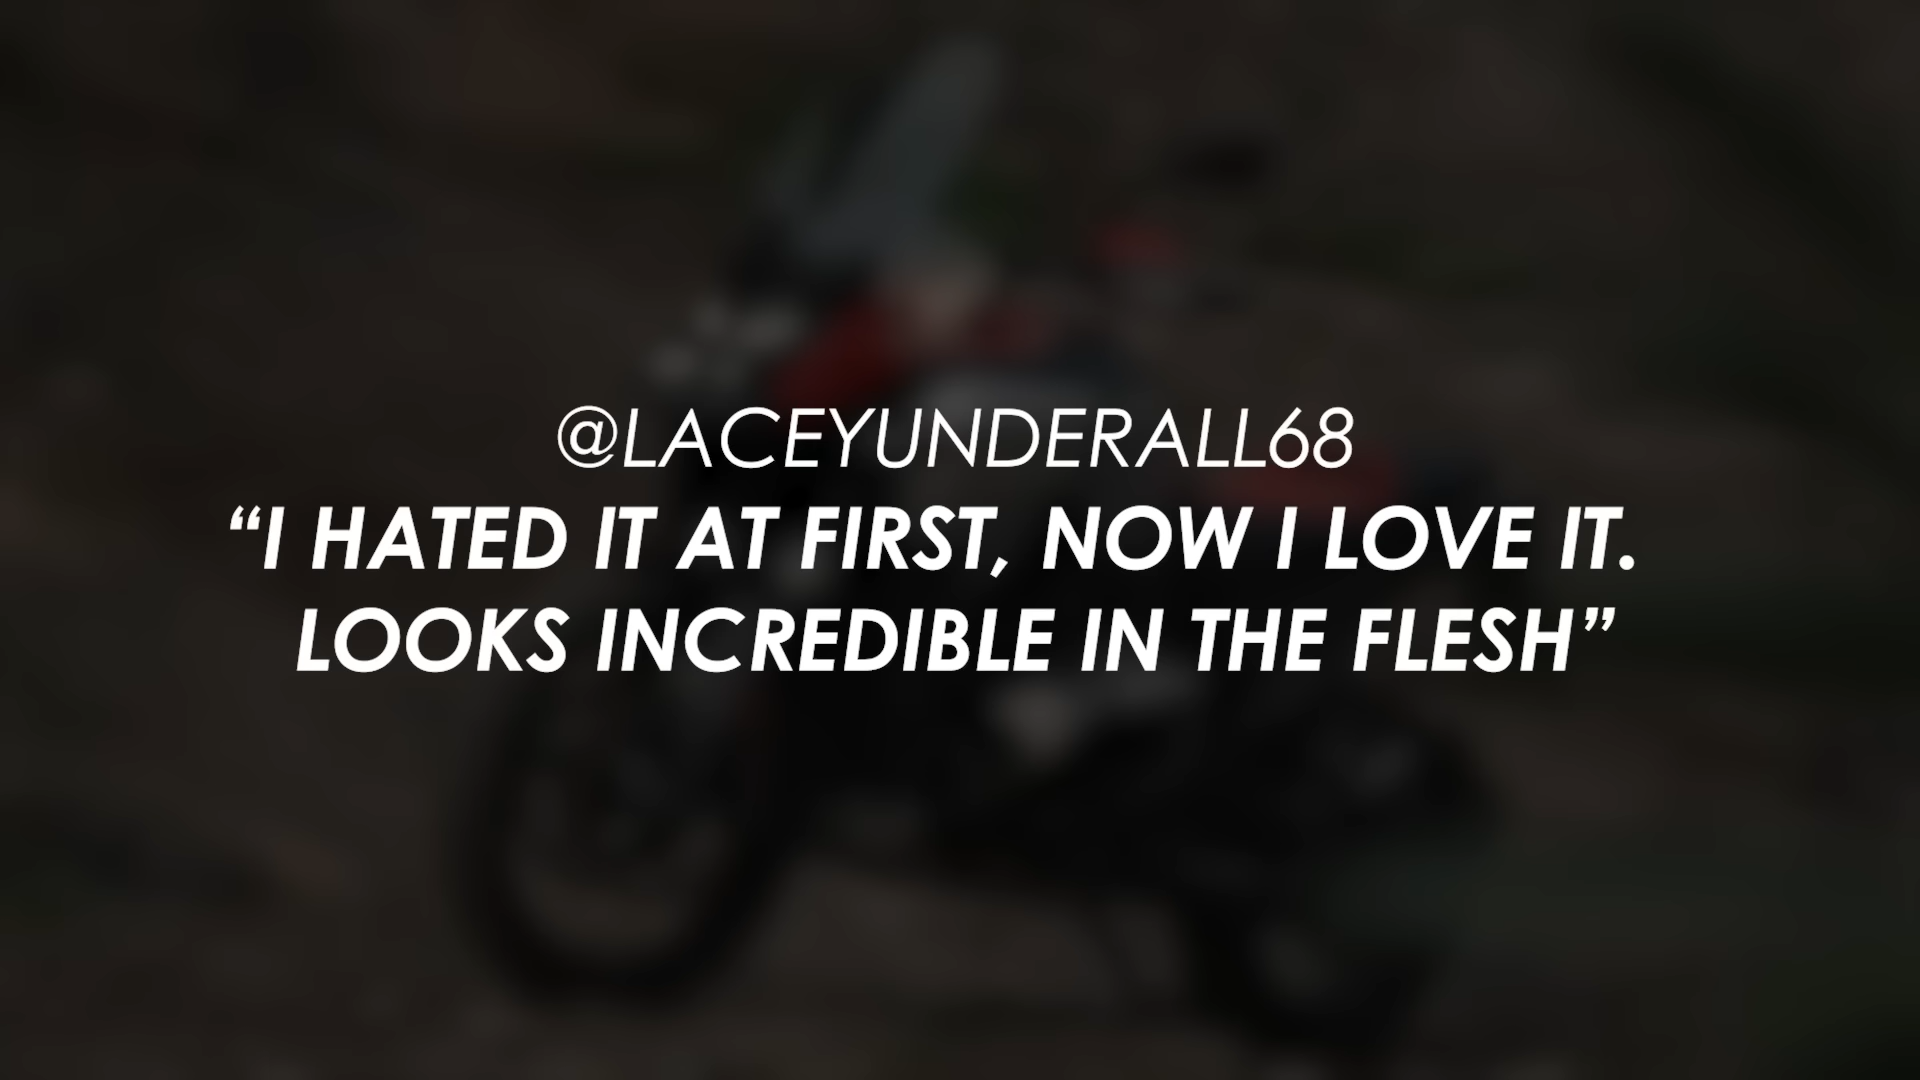 @LACEYUNDERALL68
“I HATED IT AT FIRST, NOW I LOVE IT.
LOOKS INCREDIBLE IN THE FLESH”